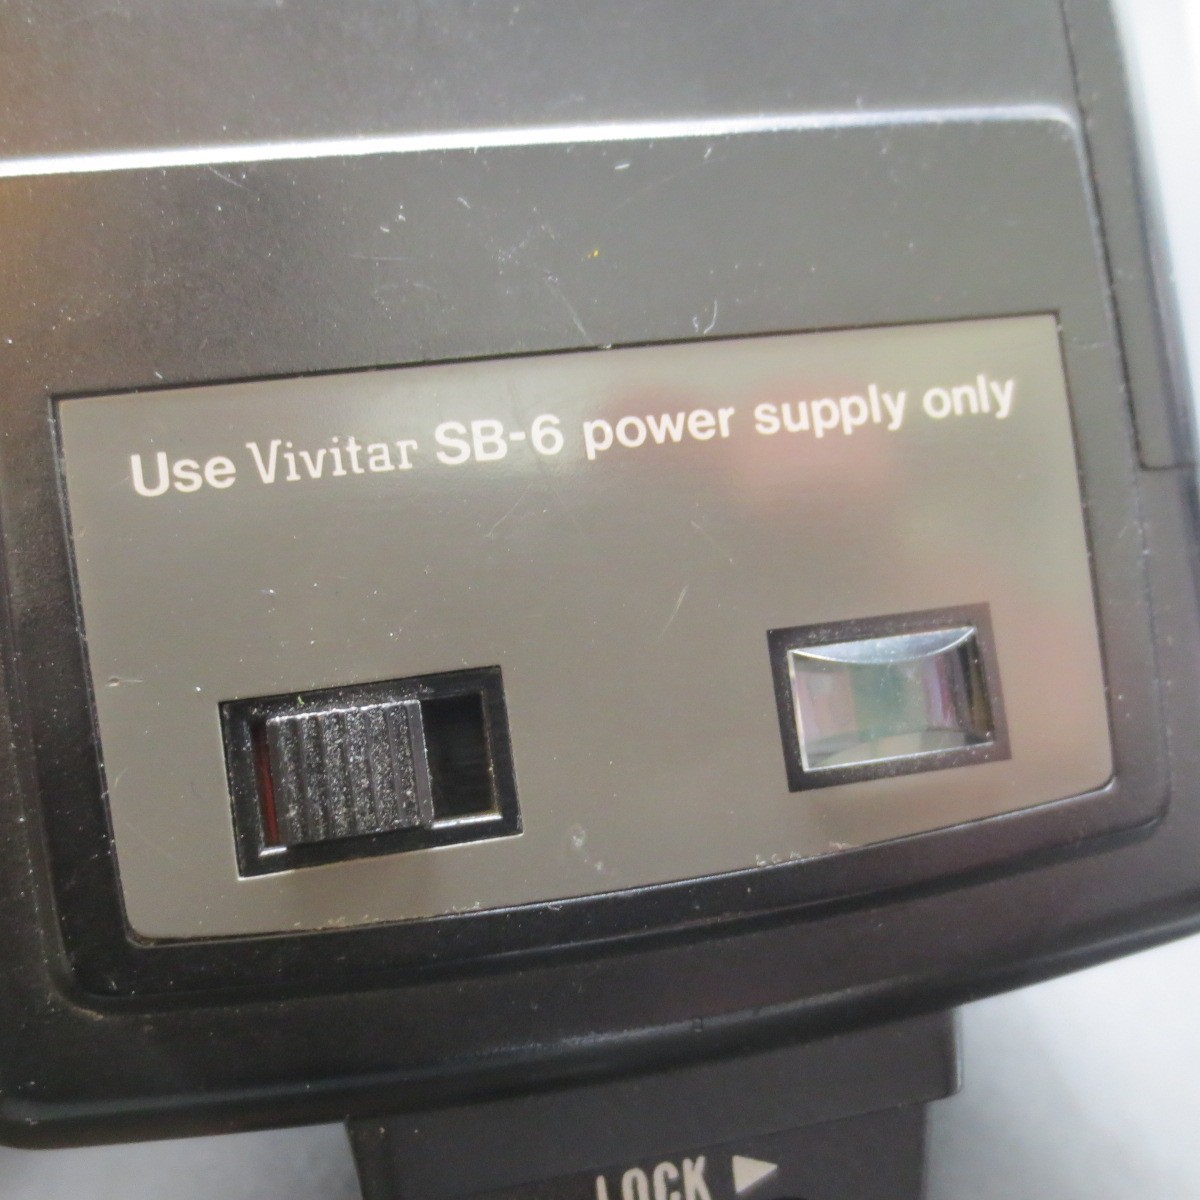 Use Vivitar SB-6 power supply only
LOCK ►